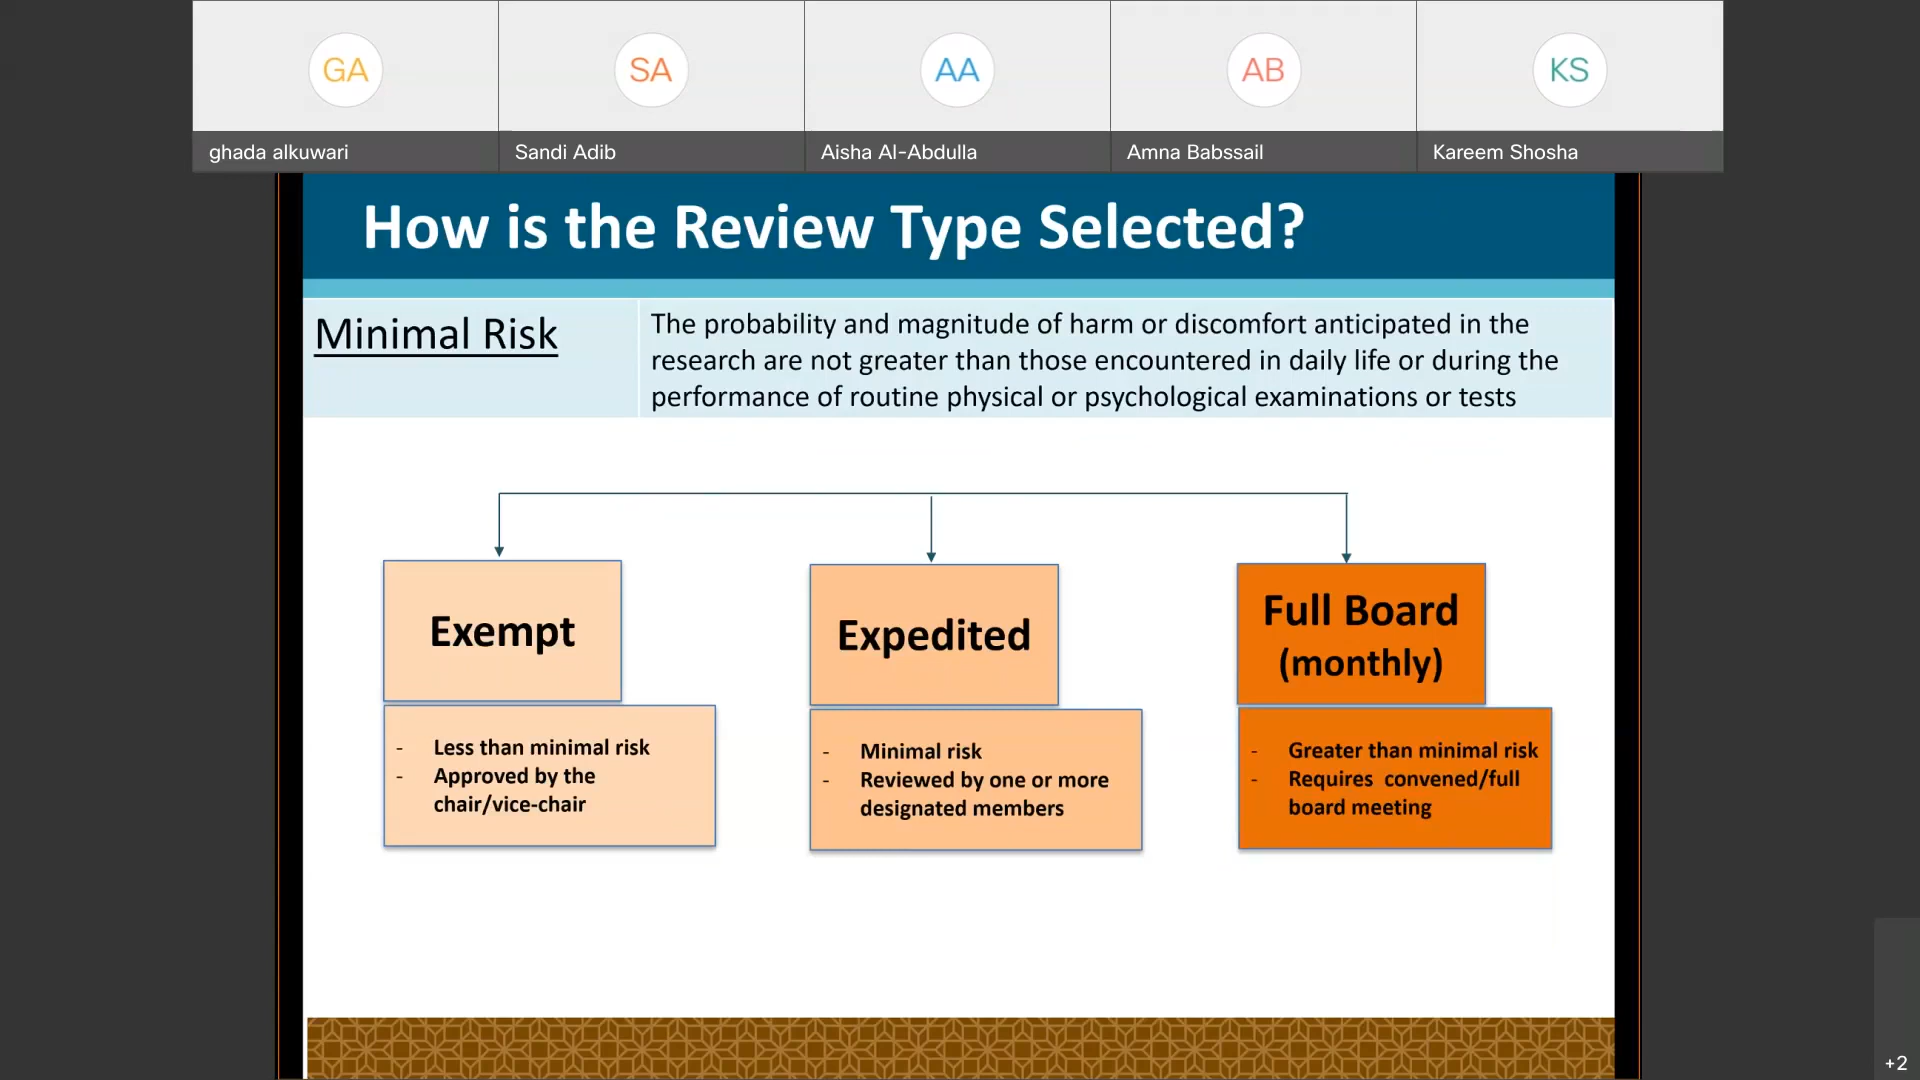 GA
SA
AA
AB
KS
ghada alkuwari
Sandi Adib
Aisha Al-Abdulla
Amna Babssail
Kareem Shosha
How is the Review Type Selected?
Minimal Risk
The probability and magnitude of harm or discomfort anticipated in the
research are not greater than those encountered in daily life or during the
performance of routine physical or psychological examinations or tests
Exempt
- Less than minimal risk
- Approved by the
chair/vice-chair
Expedited
- Minimal risk
- Reviewed by one or more
designated members
Full Board
(monthly)
- Greater than minimal risk
- Requires convened/full
board meeting
+2